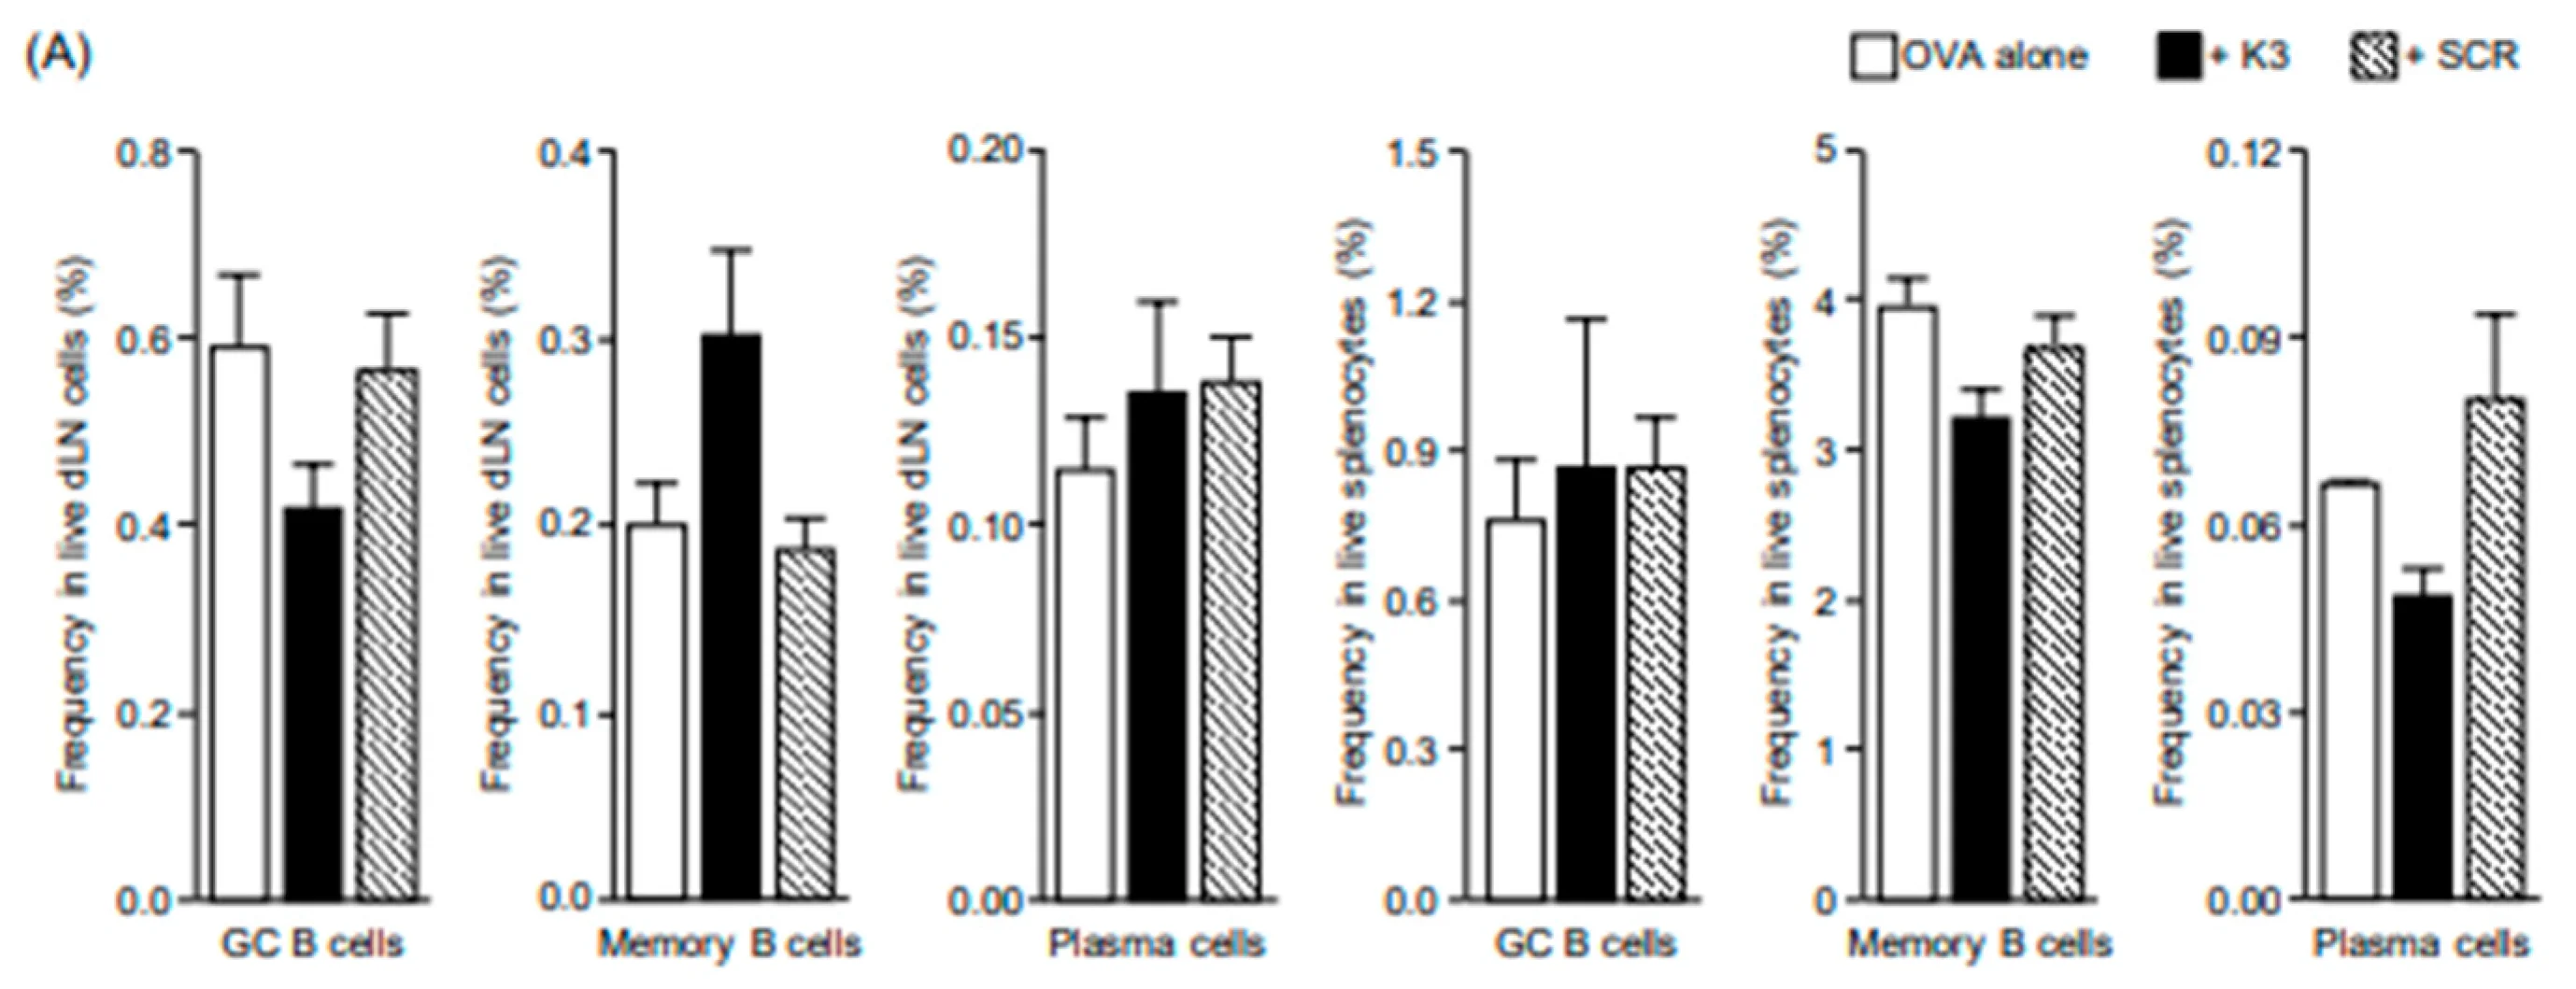 (A)
OVA alone + K3 + SCR
Frequency in live dLN cells (%)
0.8
0.6
0.4
0.2
0.0
GC B cells
Frequency in live dLN cells (%)
0.4
0.3
0.2
0.1
0.0
Memory B cells
Frequency in live dLN cells (%)
0.20
0.15
0.10
0.05
0.00
Plasma cells
Frequency in live splenocytes (%)
1.5
1.2
0.9
0.6
0.3
0.0
GC B cells
Frequency in live splenocytes (%)
5
4
3
2
1
0
Memory B cells
Frequency in live splenocytes (%)
0.12
0.09
0.06
0.03
0.00
Plasma cells